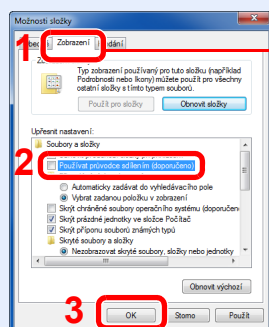 Možnosti složky
1
Zobrazení
Typ zobrazení používaný pro tuto složku (například
Podrobnosti nebo Ikony) můžete použít pro všechny
ostatní složky s tímto typem souborů.
Použít pro složky
Obnovit složky
Upřesnit nastavení:
Soubory a složky
2
Používat průvodce sdílením (doporučeno)
Automaticky zadávat do vyhledávacího pole
Vybrat zadanou položku v zobrazení
Skrýt chráněné soubory operačního systému (doporučen
Skrýt prázdné jednotky ve složce Počítač
Skrýt příponu souborů známých typů
Skryté soubory a složky
Nezobrazovat skryté soubory, složky nebo jednotky
Obnovit výchozí
3
OK
Storno
Použít